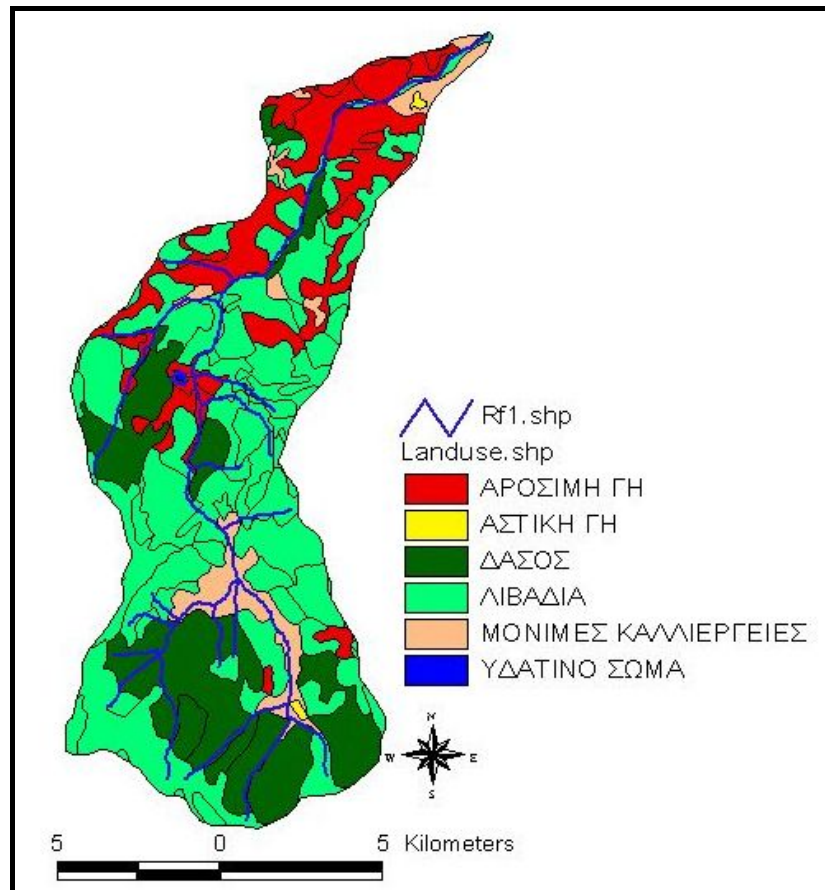 Rf1.shp
Landuse.shp
ΑΡΟΣΙΜΗ ΓΗ
ΑΣΤΙΚΗ ΓΗ
ΔΑΣΟΣ
ΛΙΒΑΔΙΑ
ΜΟΝΙΜΕΣ ΚΑΛΛΙΕΡΓΕΙΕΣ
ΥΔΑΤΙΝΟ ΣΩΜΑ
N
W E
S
5 0 5 Kilometers